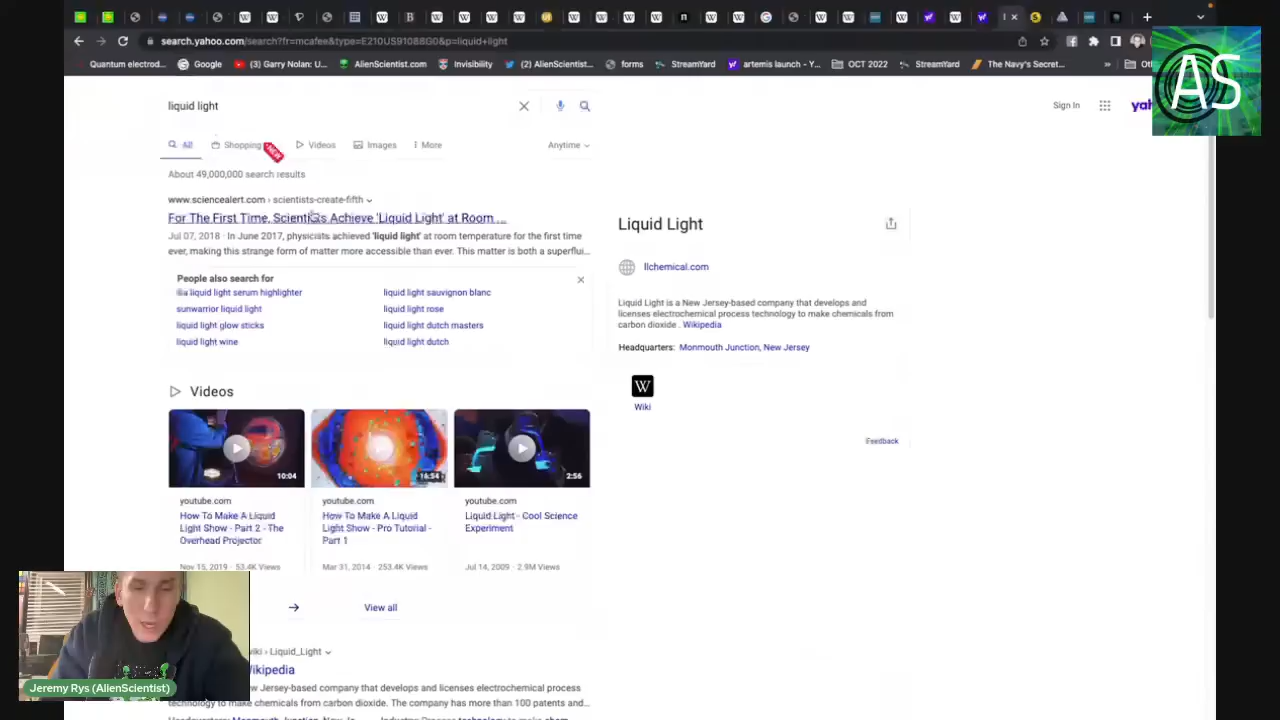 search.yahoo.com/search?fr=mcafee&type=E210US91088G0&p=liquid+light
Quantum electrod...
Google
(3) Garry Nolan: U...
AlienScientist.com
Invisibility
(2) AlienScientist...
forms
StreamYard
artemis launch - Y...
OCT 2022
StreamYard
The Navy's Secret...
AS
liquid light
Sign In
All
Shopping
NEW
Videos
Images
More
Anytime
About 49,000,000 search results
www.sciencealert.com › scientists-create-fifth
For The First Time, Scientists Achieve 'Liquid Light' at Room ...
Jul 07, 2018 · In June 2017, physicists achieved 'liquid light' at room temperature for the first time
ever, making this strange form of matter more accessible than ever. This matter is both a superflui...
People also search for
liquid light serum highlighter
liquid light sauvignon blanc
sunwarrior liquid light
liquid light rose
liquid light glow sticks
liquid light dutch masters
liquid light wine
liquid light dutch
Liquid Light
llchemical.com
Liquid Light is a New Jersey-based company that develops and
licenses electrochemical process technology to make chemicals from
carbon dioxide . Wikipedia
Headquarters: Monmouth Junction, New Jersey
W
Wiki
Feedback
Videos
10:04
16:54
2:56
youtube.com
How To Make A Liquid
Light Show - Part 2 - The
Overhead Projector
Nov 15, 2019 · 53.4K Views
youtube.com
How To Make A Liquid
Light Show - Pro Tutorial -
Part 1
Mar 31, 2014 · 253.4K Views
youtube.com
Liquid Light - Cool Science
Experiment
Jul 14, 2009 · 2.9M Views
View all
wiki › Liquid_Light
Wikipedia
w Jersey-based company that develops and licenses electrochemical process
technology to make chemicals from carbon dioxide. The company has more than 100 patents and...
Jeremy Rys (AlienScientist)